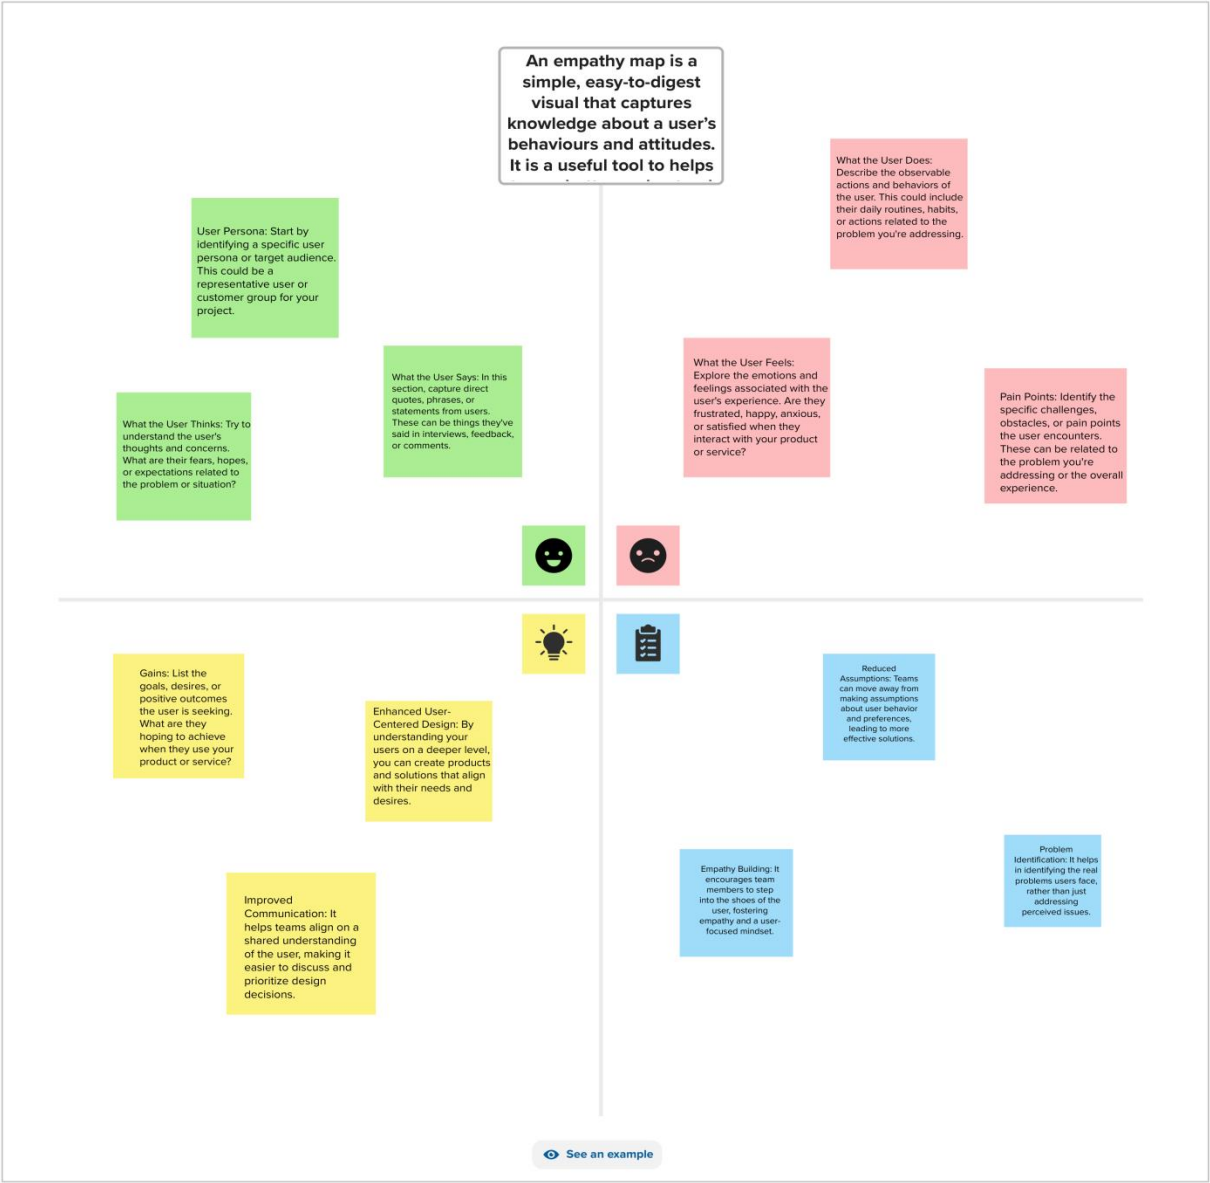 An empathy map is a
simple, easy-to-digest
visual that captures
knowledge about a user's
behaviours and attitudes.
It is a useful tool to helps
User Persona: Start by
identifying a specific user
persona or target audience.
This could be a
representative user or
customer group for your
project.
What the User Says: In this
section, capture direct
quotes, phrases, or
statements from users.
These can be things they've
said in interviews, feedback,
or comments.
What the User Thinks: Try to
understand the user's
thoughts and concerns.
What are their fears, hopes,
or expectations related to
the problem or situation?
What the User Does:
Describe the observable
actions and behaviors of
the user. This could include
their daily routines, habits,
or actions related to the
problem you're addressing.
What the User Feels:
Explore the emotions and
feelings associated with the
user's experience. Are they
frustrated, happy, anxious,
or satisfied when they
interact with your product
or service?
Pain Points: Identify the
specific challenges,
obstacles, or pain points
the user encounters.
These can be related to
the problem you're
addressing or the overall
experience.
Gains: List the
goals, desires, or
positive outcomes
the user is seeking.
What are they
hoping to achieve
when they use your
product or service?
Enhanced User-
Centered Design: By
understanding your
users on a deeper level,
you can create products
and solutions that align
with their needs and
desires.
Improved
Communication: It
helps teams align on a
shared understanding
of the user, making it
easier to discuss and
prioritize design
decisions.
Reduced
Assumptions: Teams
can move away from
making assumptions
about user behavior
and preferences,
leading to more
effective solutions.
Empathy Building: It
encourages team
members to step
into the shoes of the
user, fostering
empathy and a user-
focused mindset.
Problem
Identification: It helps
in identifying the real
problems users face,
rather than just
addressing
perceived issues.
See an example